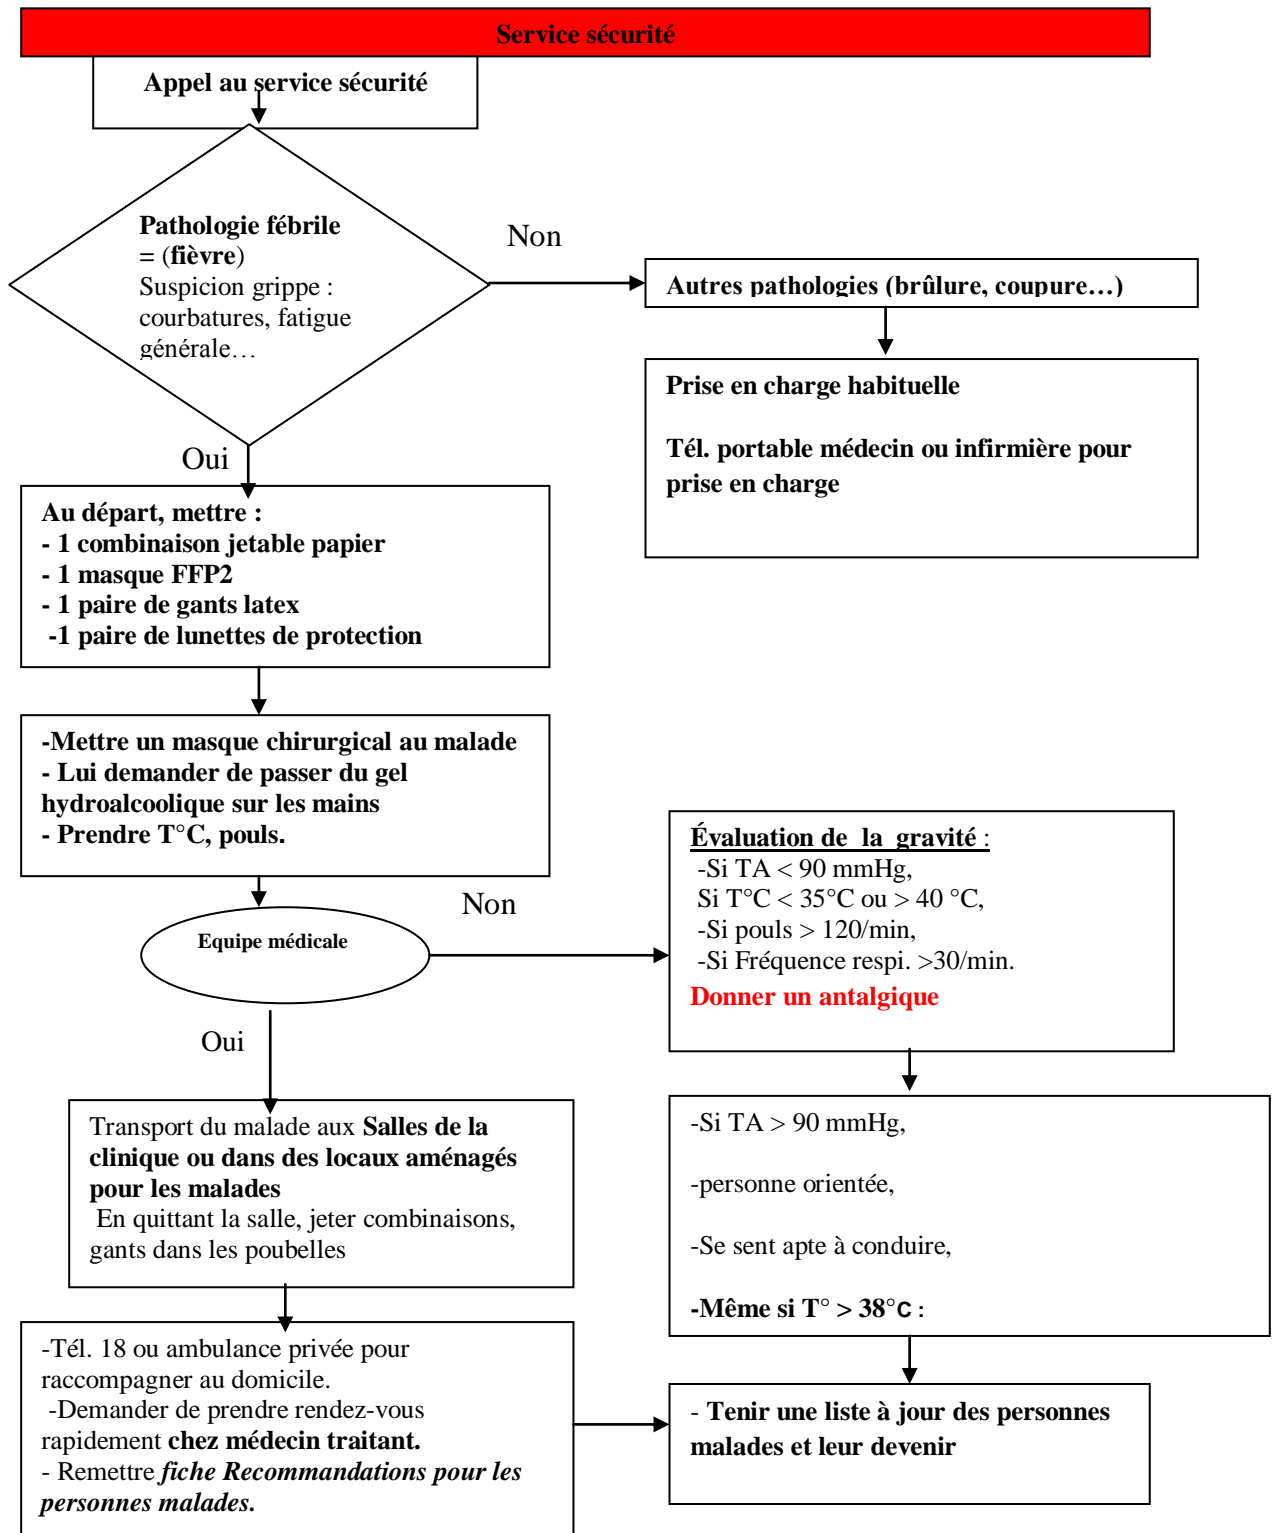 Service sécurité
Appel au service sécurité
Pathologie fébrile
= (fièvre)
Suspicion grippe :
courbatures, fatigue
générale…
Non
Autres pathologies (brûlure, coupure…)
Prise en charge habituelle
Tél. portable médecin ou infirmière pour
prise en charge
Oui
Au départ, mettre :
- 1 combinaison jetable papier
- 1 masque FFP2
- 1 paire de gants latex
-1 paire de lunettes de protection
-Mettre un masque chirurgical au malade
- Lui demander de passer du gel
hydroalcoolique sur les mains
- Prendre T°C, pouls.
Equipe médicale
Non
Évaluation de la gravité :
-Si TA < 90 mmHg,
Si T°C < 35°C ou > 40 °C,
-Si pouls > 120/min,
-Si Fréquence respi. >30/min.
Donner un antalgique
Oui
Transport du malade aux Salles de la
clinique ou dans des locaux aménagés
pour les malades
En quittant la salle, jeter combinaisons,
gants dans les poubelles
-Si TA > 90 mmHg,
-personne orientée,
-Se sent apte à conduire,
-Même si T° > 38°C :
-Tél. 18 ou ambulance privée pour
raccompagner au domicile.
-Demander de prendre rendez-vous
rapidement chez médecin traitant.
- Remettre fiche Recommandations pour les
personnes malades.
- Tenir une liste à jour des personnes
malades et leur devenir